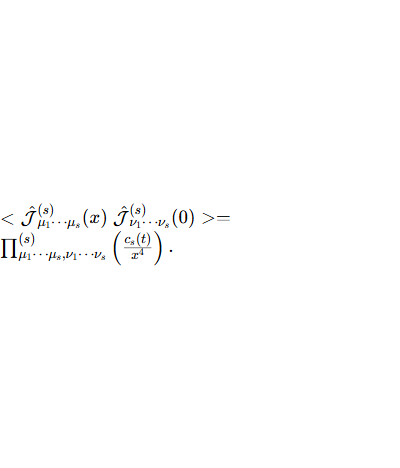 $< \hat{\mathcal{J}}^{(s)}_{\mu_1 \cdots \mu_s}(x) \ \hat{\mathcal{J}}^{(s)}_{\nu_1 \cdots \nu_s}(0) >=$
$\prod^{(s)}_{\mu_1 \cdots \mu_s, \nu_1 \cdots \nu_s} \left( \frac{c_s(t)}{x^4} \right).$